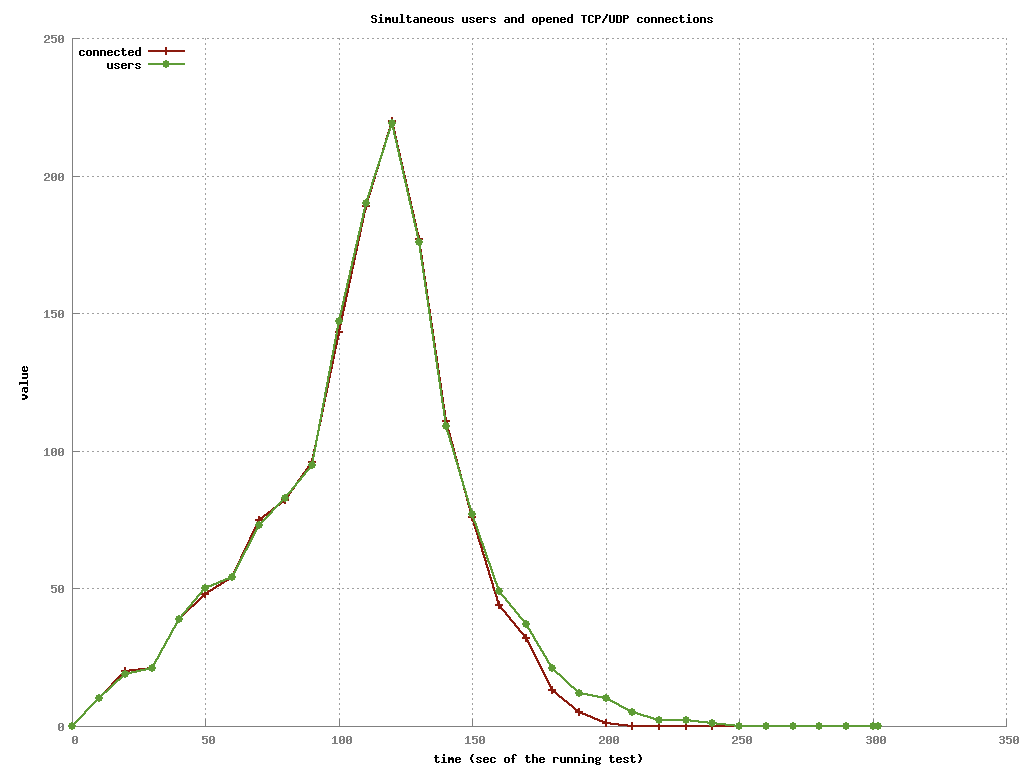 Simultaneous users and opened TCP/UDP connections
250
connected
users
200
150
value
100
50
0
0 50 100 150 200 250 300 350
time (sec of the running test)